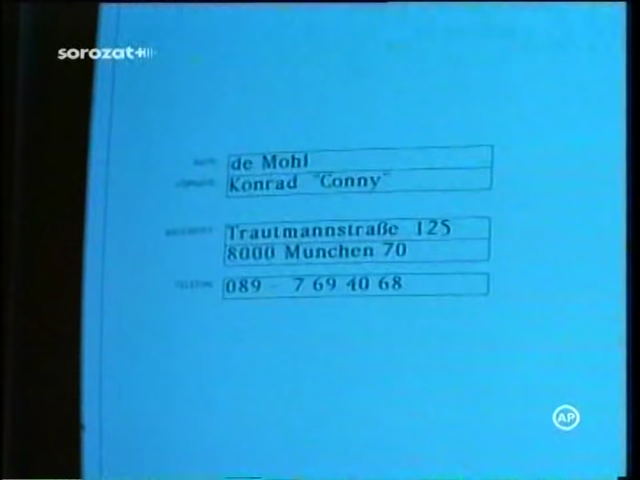 sorozat+
de Mohl
Konrad "Conny"
Trautmannstraße 125
8000 Munchen 70
089 - 7 69 40 68
AP